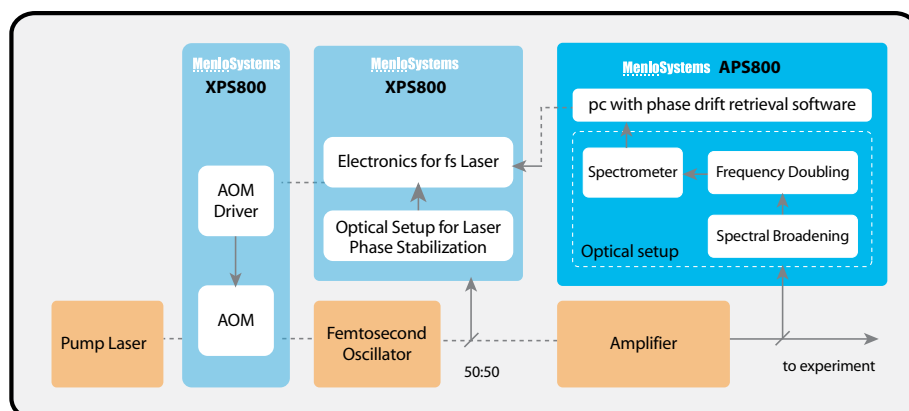 MenloSystems
XPS800
AOM
Driver
AOM
MenloSystems
XPS800
Electronics for fs Laser
Optical Setup for Laser
Phase Stabilization
MenloSystems APS800
pc with phase drift retrieval software
Spectrometer
Frequency Doubling
Spectral Broadening
Optical setup
Pump Laser
Femtosecond
Oscillator
50:50
Amplifier
to experiment